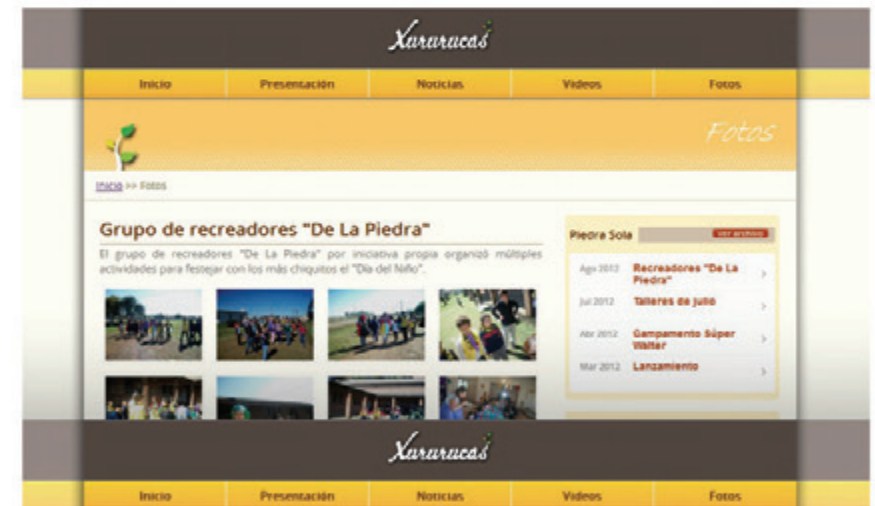 Xururucas
Inicio Presentación Noticias Videos Fotos
Fotos
Inicio >> Fotos
Grupo de recreadores "De La Piedra"
El grupo de recreadores "De La Piedra" por iniciativa propia organizó múltiples
actividades para festejar con los más chiquitos el "Día del Niño".
Piedra Sola
ver archivo
Ago 2012 Recreadores "De La
Piedra"
Jul 2012 Talleres de julio
Abr 2012 Campamento Súper
Walter
Mar 2012 Lanzamiento
Xururucas
Inicio Presentación Noticias Videos Fotos